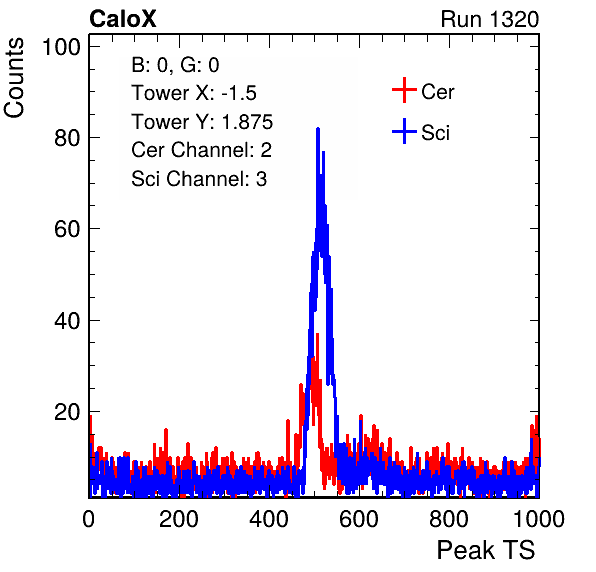 CaloX Run 1320
Counts
100
80
60
40
20
B: 0, G: 0
Tower X: -1.5
Tower Y: 1.875
Cer Channel: 2
Sci Channel: 3
Cer
Sci
0 200 400 600 800 1000
Peak TS